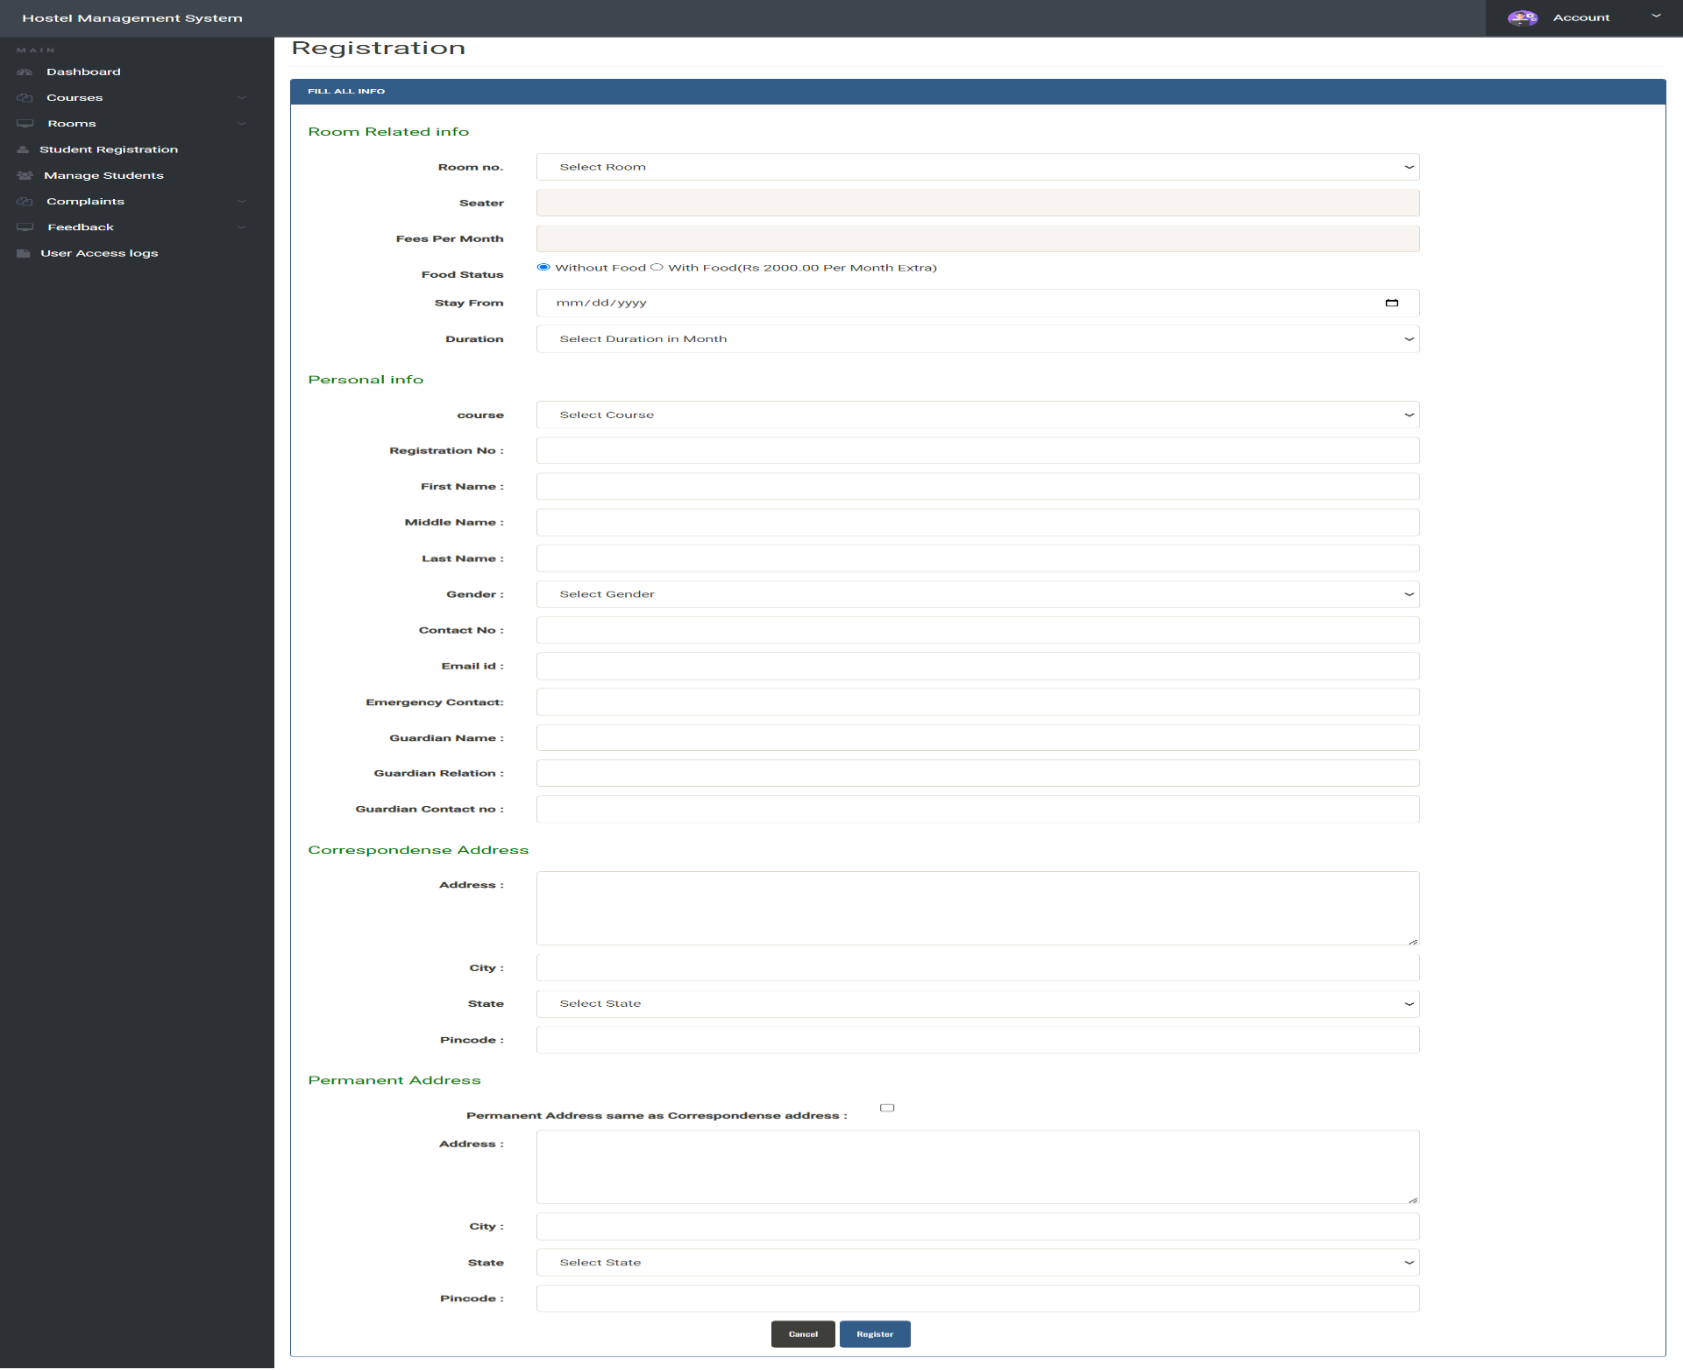 Hostel Management System
Account
MAIN
Dashboard
Courses
Rooms
Student Registration
Manage Students
Complaints
Feedback
User Access logs
Registration
FILL ALL INFO
Room Related info
Room no. Select Room
Seater
Fees Per Month
Food Status Without Food With Food(Rs 2000.00 Per Month Extra)
Stay From mm/dd/yyyy
Duration Select Duration in Month
Personal info
course Select Course
Registration No :
First Name :
Middle Name :
Last Name :
Gender : Select Gender
Contact No :
Email id :
Emergency Contact:
Guardian Name :
Guardian Relation :
Guardian Contact no :
Correspondense Address
Address :
City :
State Select State
Pincode :
Permanent Address
Permanent Address same as Correspondense address :
Address :
City :
State Select State
Pincode :
Cancel Register